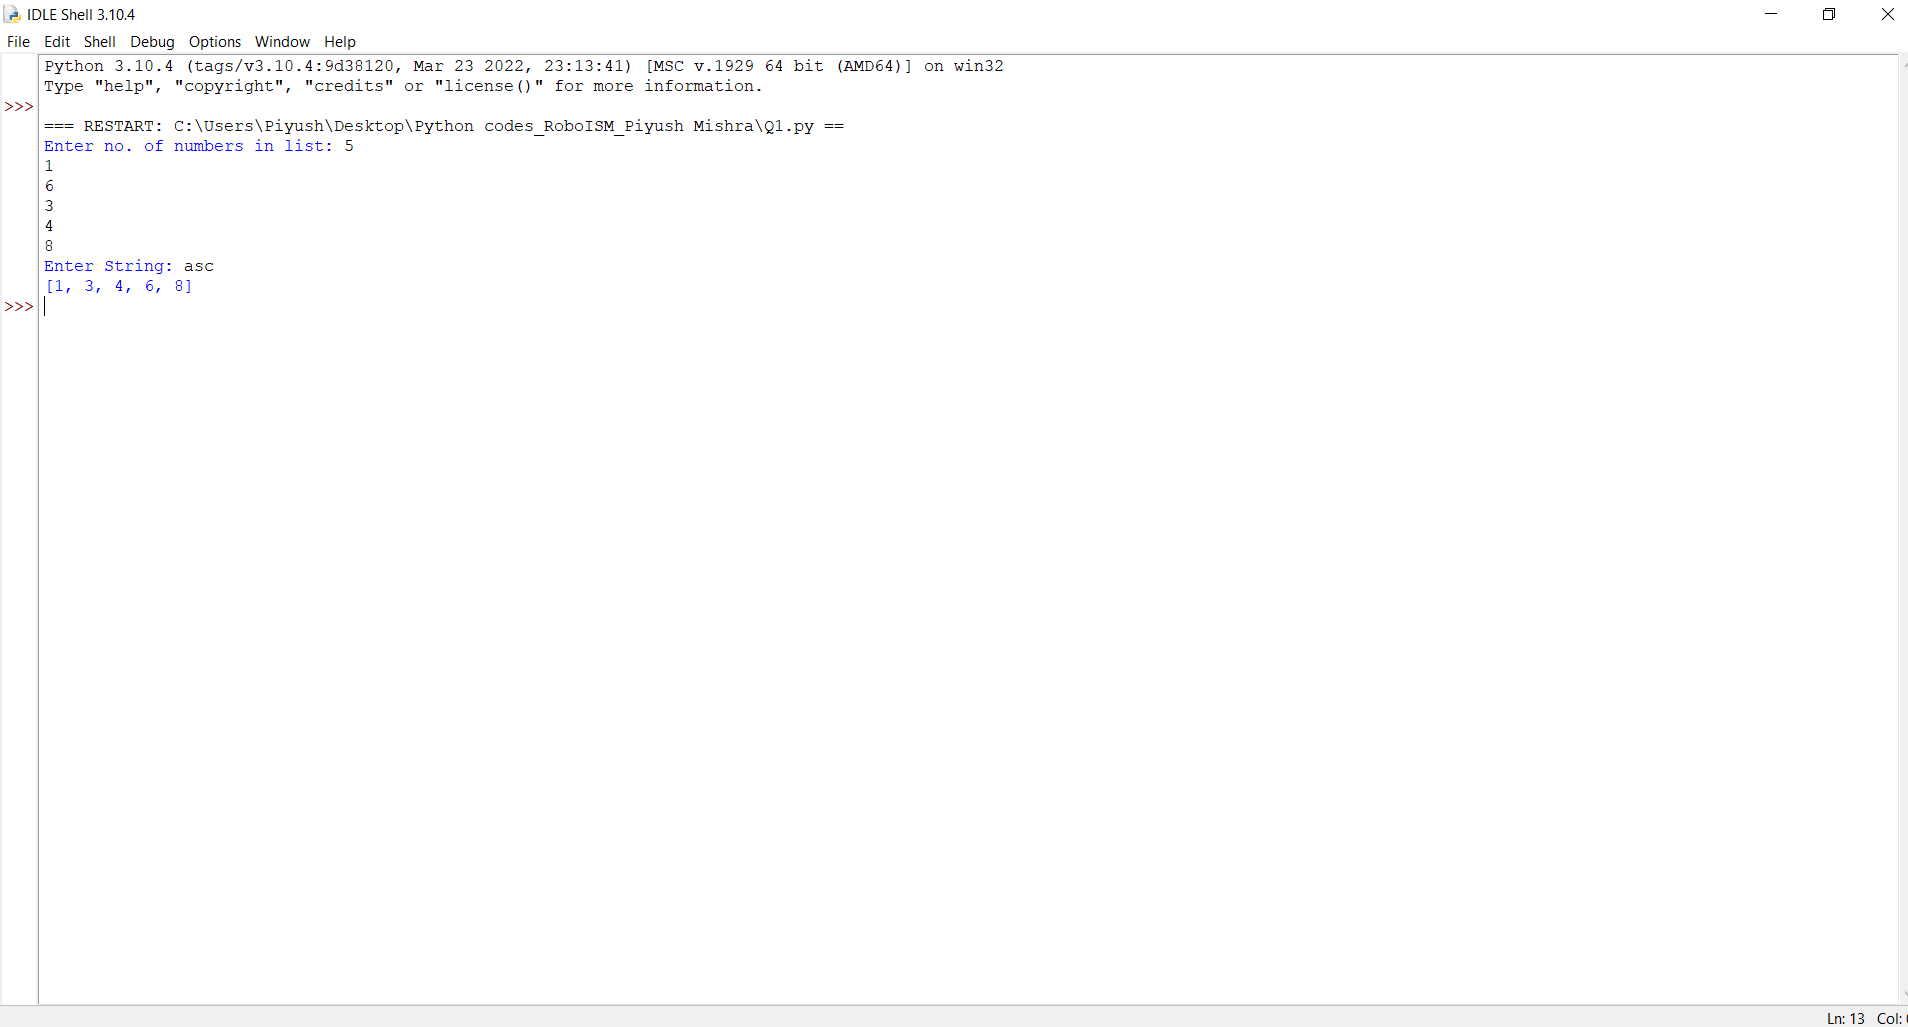 IDLE Shell 3.10.4
File Edit Shell Debug Options Window Help
Python 3.10.4 (tags/v3.10.4:9d38120, Mar 23 2022, 23:13:41) [MSC v.1929 64 bit (AMD64)] on win32
Type "help", "copyright", "credits" or "license()" for more information.
>>>
=== RESTART: C:\Users\Piyush\Desktop\Python codes_RoboISM_Piyush Mishra\Q1.py ==
Enter no. of numbers in list: 5
1
6
3
4
8
Enter String: asc
[1, 3, 4, 6, 8]
>>>
Ln: 13 Col: